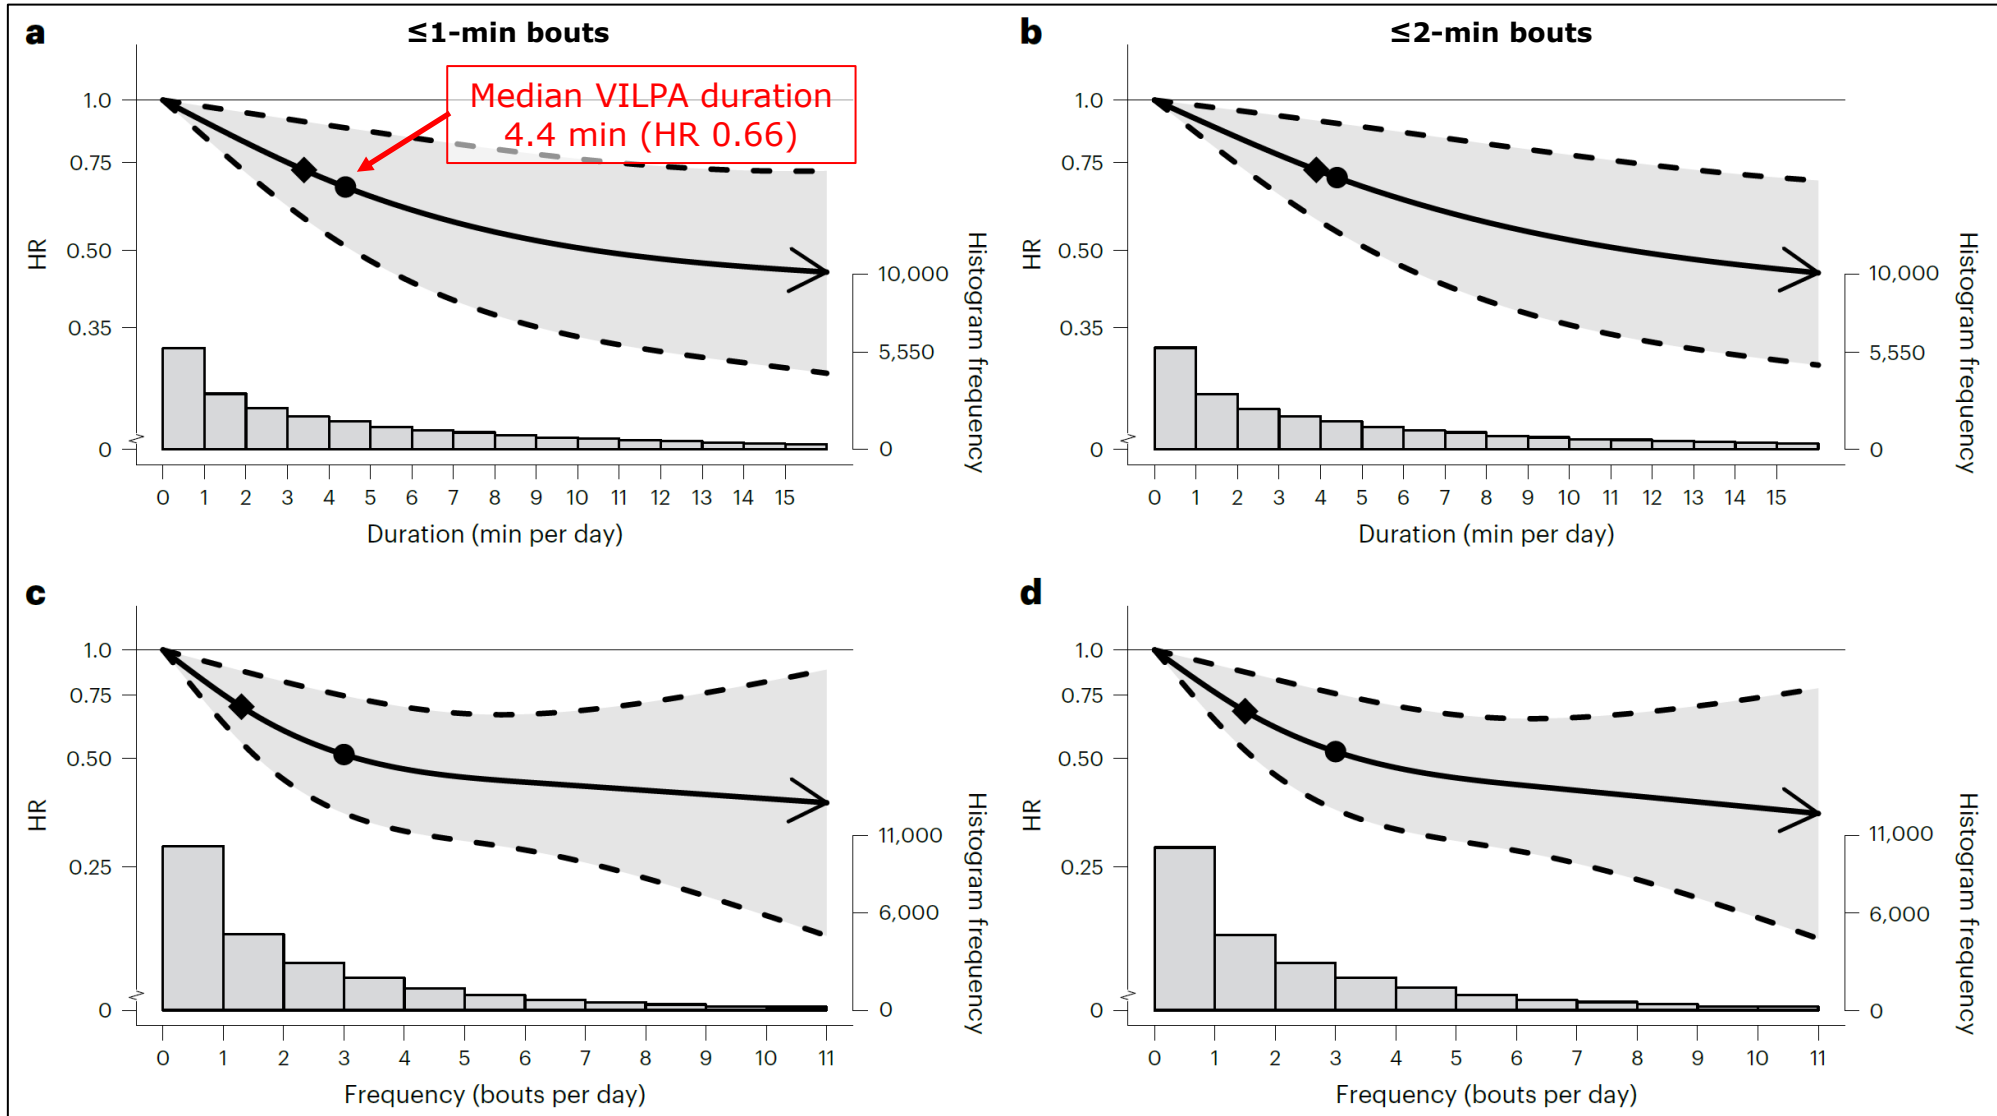 a
≤1-min bouts
Median VILPA duration
4.4 min (HR 0.66)
1.0
0.75
0.50
0.35
0
HR
10,000
5,550
0
Histogram frequency
0 1 2 3 4 5 6 7 8 9 10 11 12 13 14 15
Duration (min per day)
b
≤2-min bouts
1.0
0.75
0.50
0.35
0
HR
10,000
5,550
0
Histogram frequency
0 1 2 3 4 5 6 7 8 9 10 11 12 13 14 15
Duration (min per day)
c
1.0
0.75
0.50
0.25
0
HR
11,000
6,000
0
Histogram frequency
0 1 2 3 4 5 6 7 8 9 10 11
Frequency (bouts per day)
d
1.0
0.75
0.50
0.25
0
HR
11,000
6,000
0
Histogram frequency
0 1 2 3 4 5 6 7 8 9 10 11
Frequency (bouts per day)